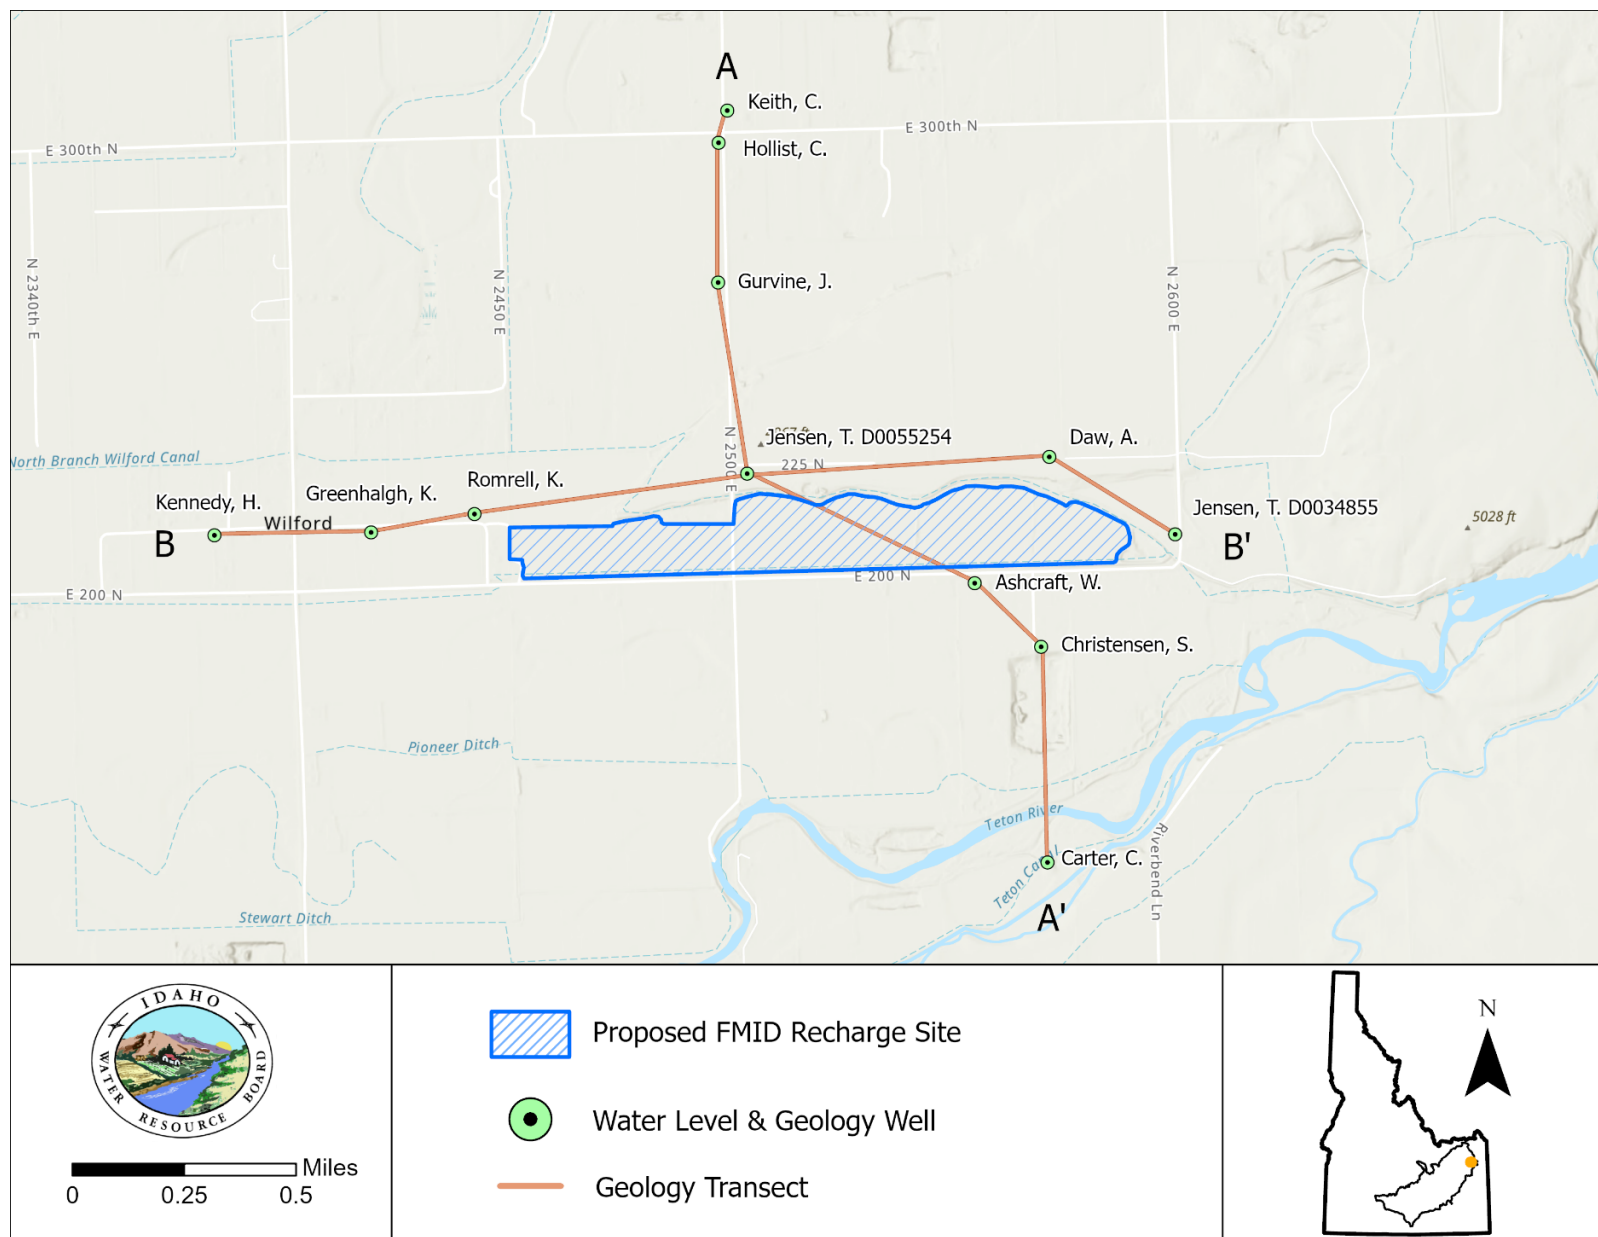 A
Keith, C.
E 300th N
E 300th N
Hollist, C.
N 2340th E
N 2450 E
Gurvine, J.
N 2600 E
N 2500 E
Jensen, T. D0055254
Daw, A.
225 N
North Branch Wilford Canal
Romrell, K.
Greenhalgh, K.
Kennedy, H.
Wilford
B
Jensen, T. D0034855
B'
5028 ft
E 200 N
E 200 N
Ashcraft, W.
Christensen, S.
Pioneer Ditch
Teton River
Teton Canal
Carter, C.
Riverbend Ln
A'
Stewart Ditch
IDAHO
WATER RESOURCE BOARD
Miles
0 0.25 0.5
Proposed FMID Recharge Site
Water Level & Geology Well
Geology Transect
N